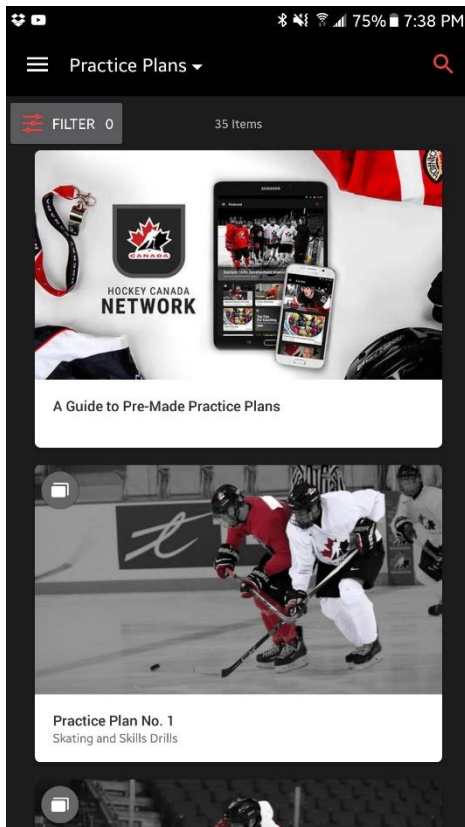 75% 7:38 PM
Practice Plans
FILTER 0
35 Items
CANADA
HOCKEY CANADA
NETWORK
A Guide to Pre-Made Practice Plans
Practice Plan No. 1
Skating and Skills Drills